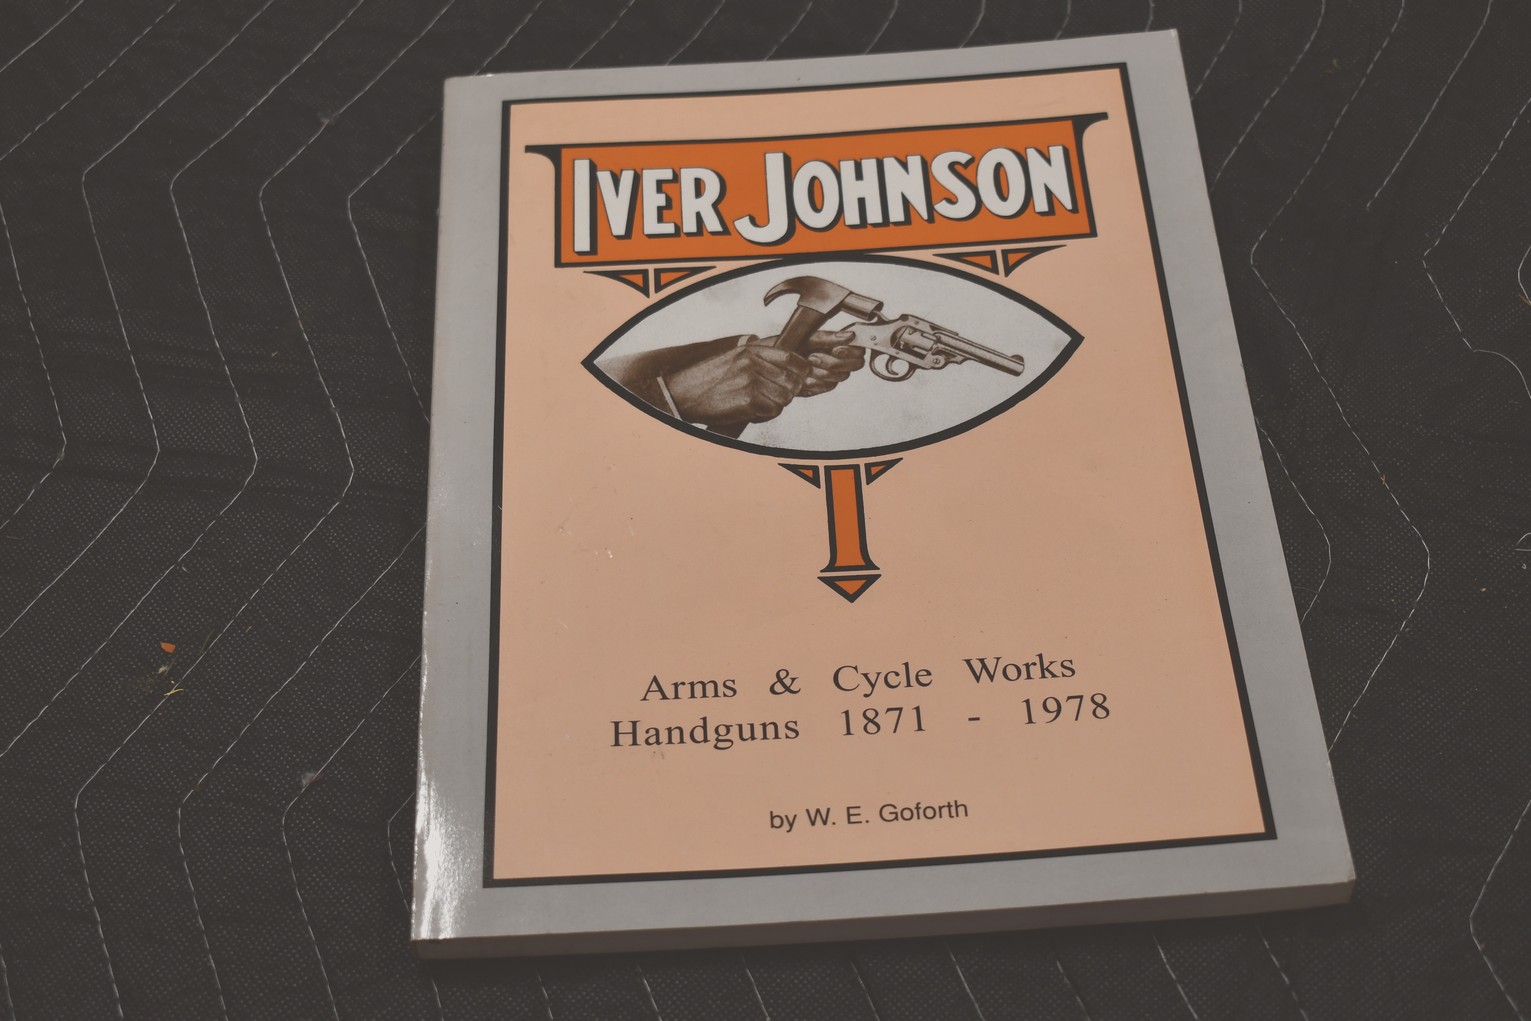 IVER JOHNSON
Arms & Cycle Works
Handguns 1871 - 1978
by W. E. Goforth